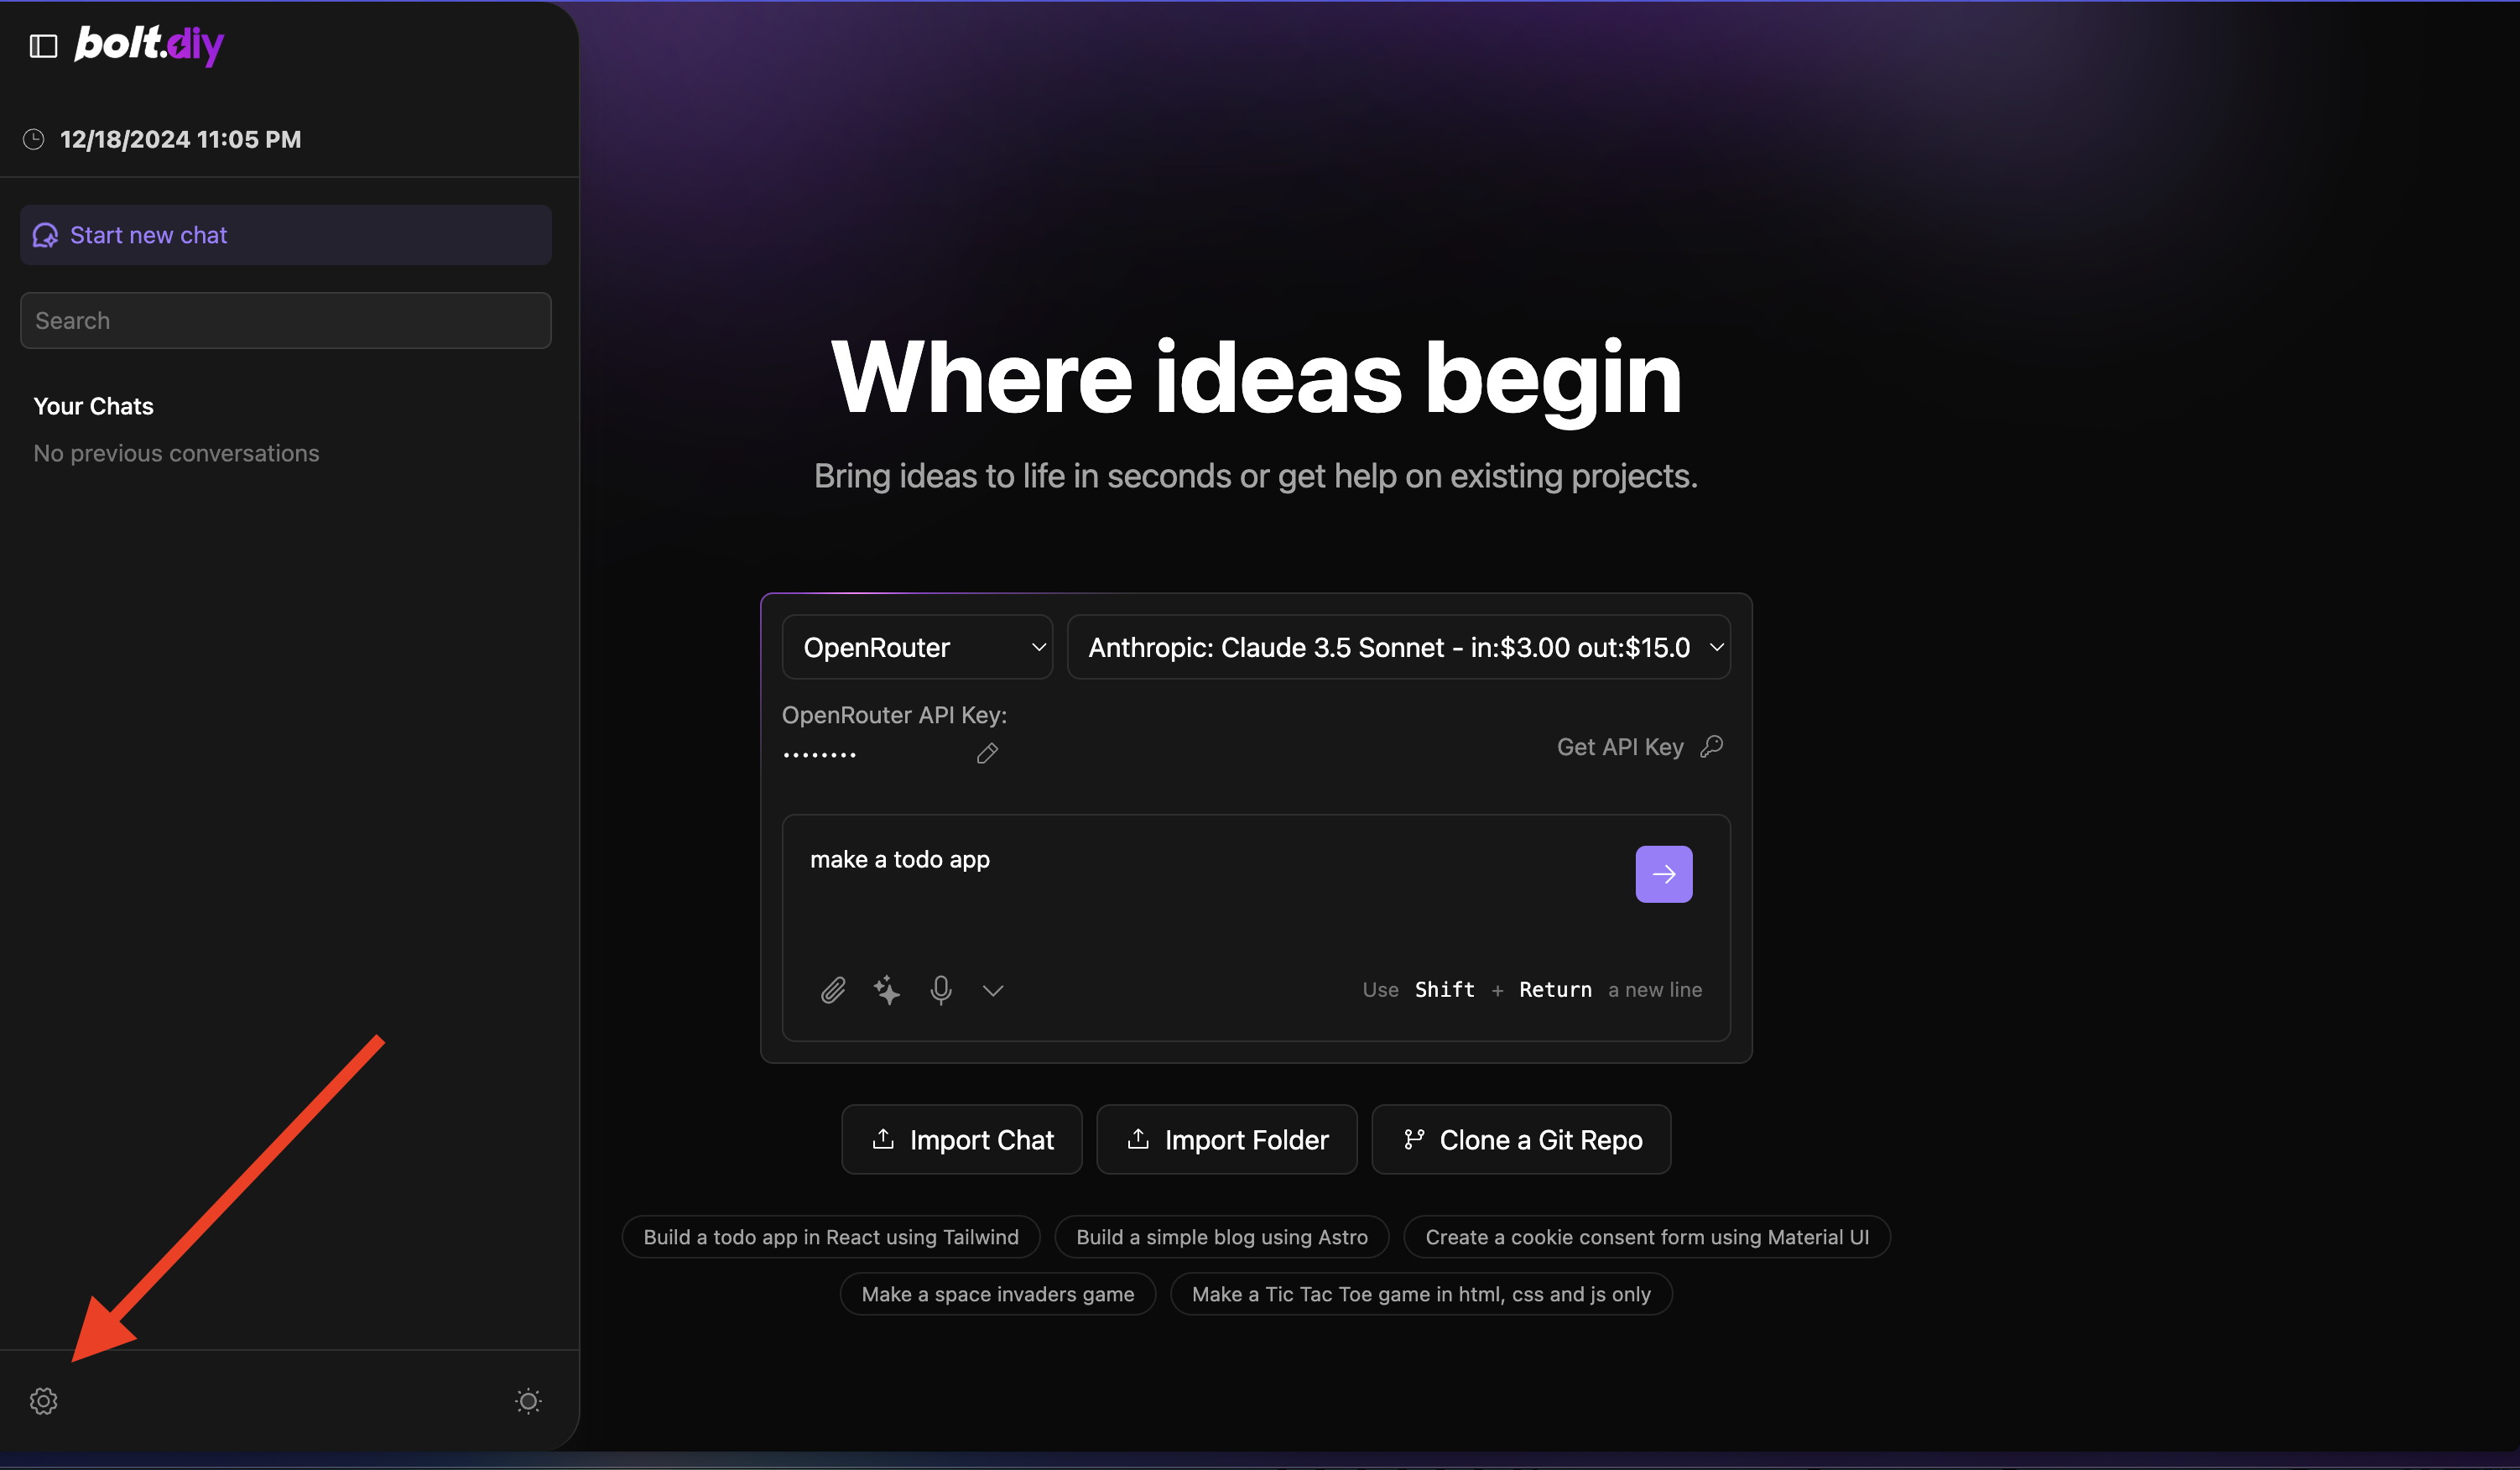 bolt.diy
12/18/2024 11:05 PM
Start new chat
Search
Your Chats
No previous conversations
Where ideas begin
Bring ideas to life in seconds or get help on existing projects.
OpenRouter
Anthropic: Claude 3.5 Sonnet - in:$3.00 out:$15.0
OpenRouter API Key:
••••••••
Get API Key
make a todo app
Use Shift + Return a new line
Import Chat
Import Folder
Clone a Git Repo
Build a todo app in React using Tailwind
Build a simple blog using Astro
Create a cookie consent form using Material UI
Make a space invaders game
Make a Tic Tac Toe game in html, css and js only